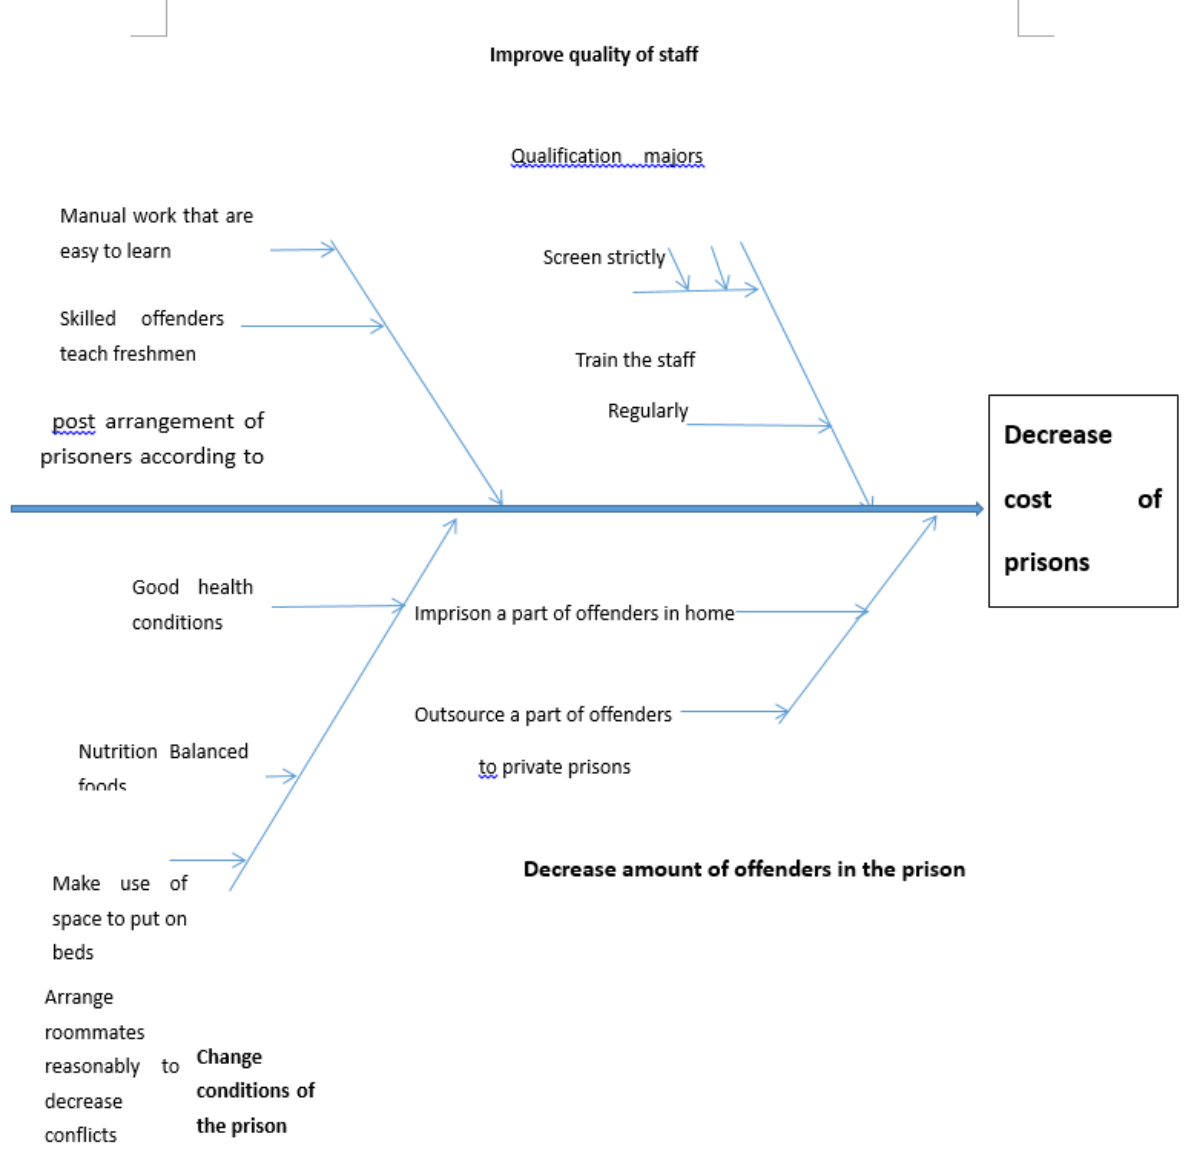 Improve quality of staff
Qualification majors
Manual work that are
easy to learn
Screen strictly
Skilled offenders
teach freshmen
Train the staff
Regularly
post arrangement of
prisoners according to
Decrease
cost of
prisons
Good health
conditions
Imprison a part of offenders in home
Outsource a part of offenders
to private prisons
Nutrition Balanced
foods
Make use of
space to put on
beds
Decrease amount of offenders in the prison
Arrange
roommates
reasonably to
decrease
conflicts
Change
conditions of
the prison